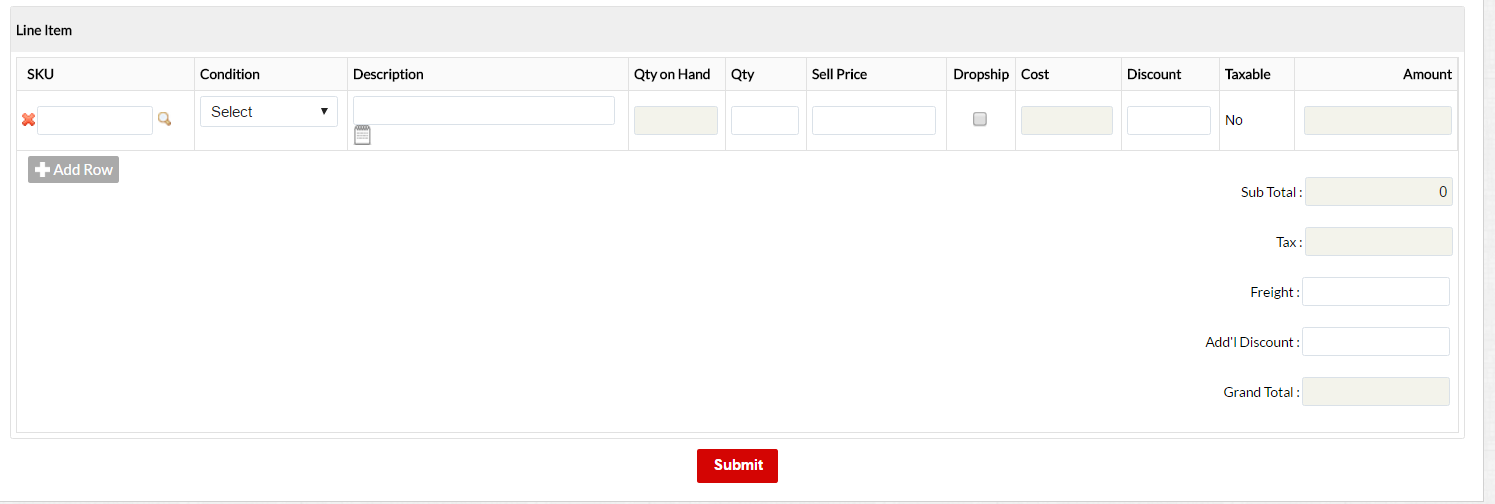 Line Item
SKU Condition Description Qty on Hand Qty Sell Price Dropship Cost Discount Taxable Amount
Select No
Add Row
Sub Total : 0
Tax :
Freight :
Add'l Discount :
Grand Total :
Submit